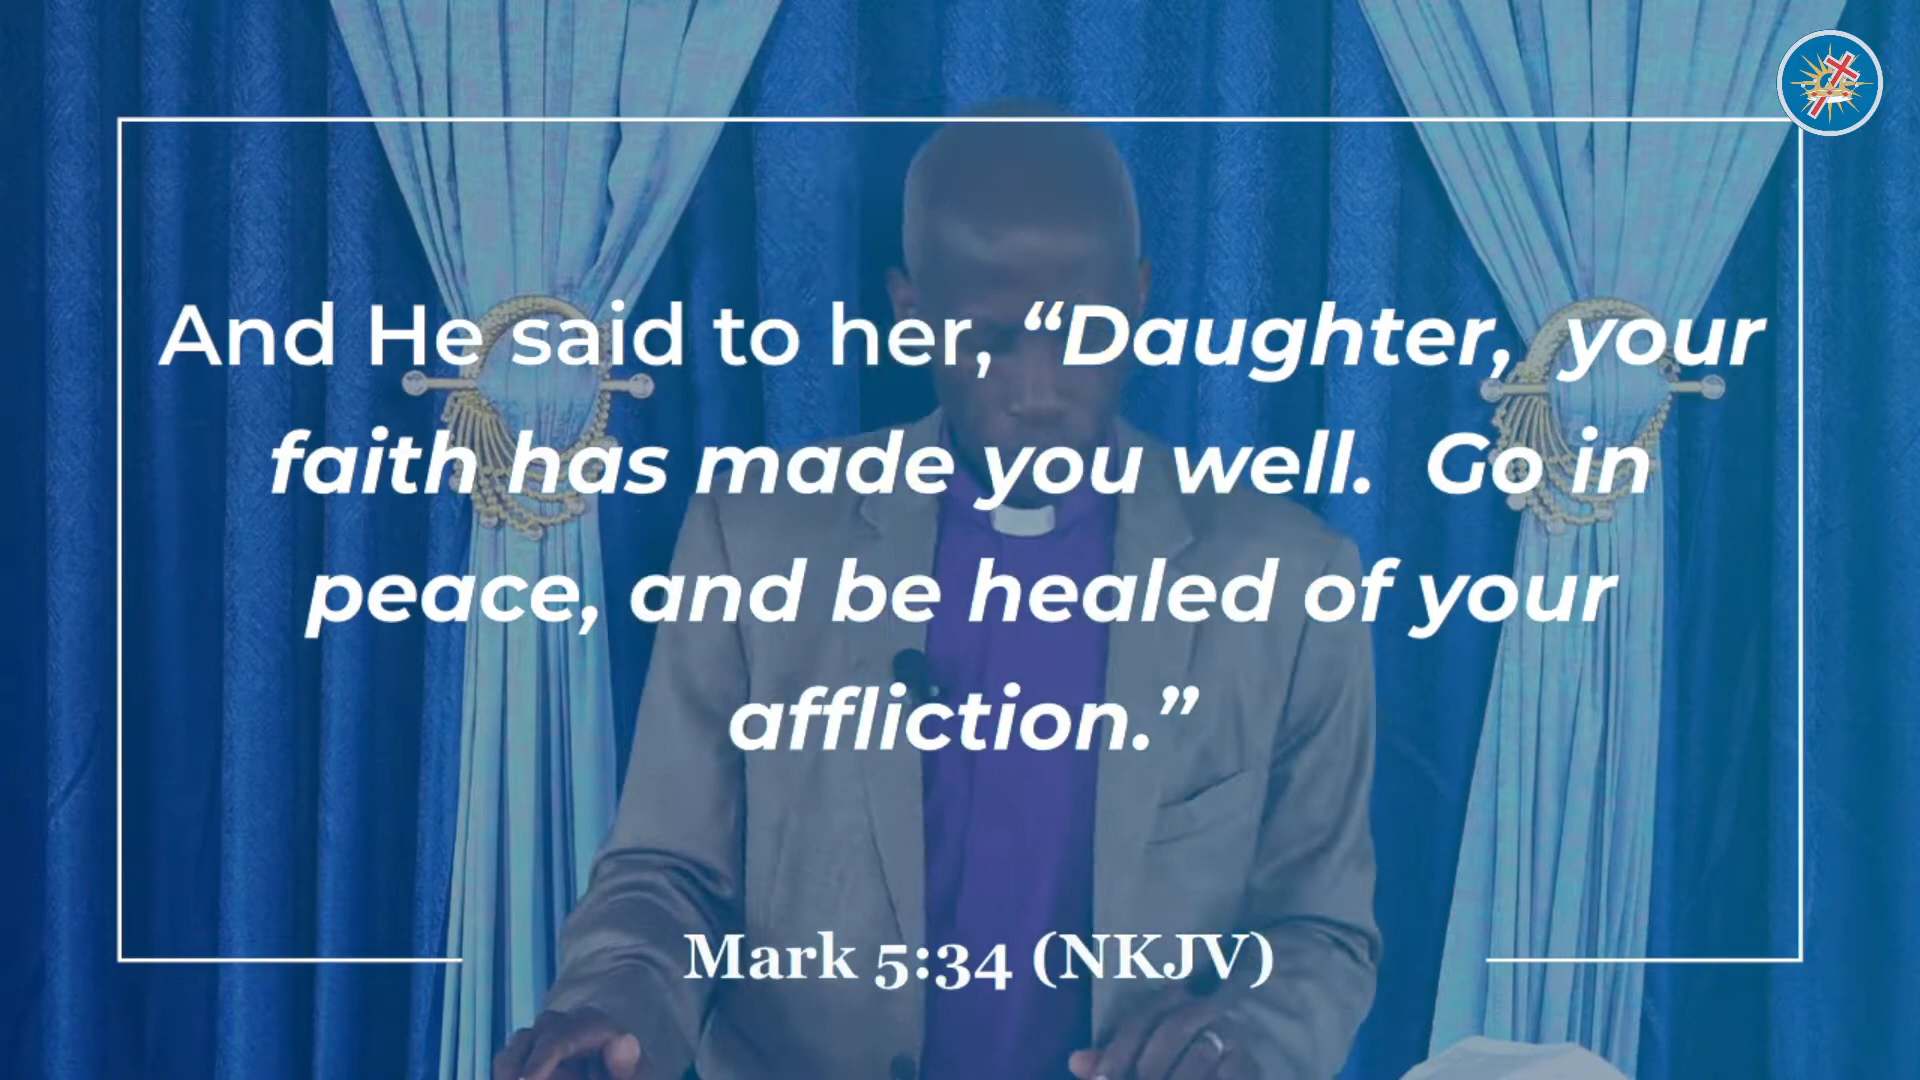 And He said to her, “Daughter,  your
faith has made you well.  Go in
peace, and be healed of your
affliction.”
Mark 5:34 (NKJV)